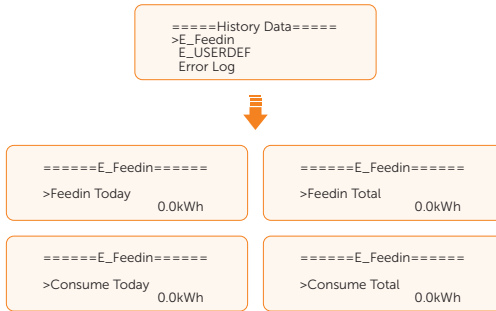 =====History Data=====
>E_Feedin
E_USERDEF
Error Log
======E_Feedin======
>Feedin Today
0.0kWh
======E_Feedin======
>Feedin Total
0.0kWh
======E_Feedin======
>Consume Today
0.0kWh
======E_Feedin======
>Consume Total
0.0kWh